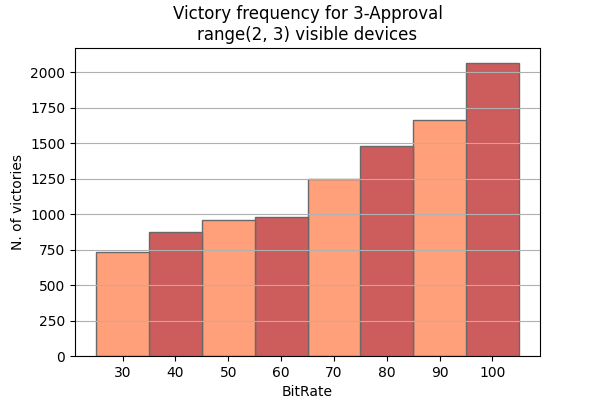 Victory frequency for 3-Approval
range(2, 3) visible devices
N. of victories
2000
1750
1500
1250
1000
750
500
250
0
30 40 50 60 70 80 90 100
BitRate